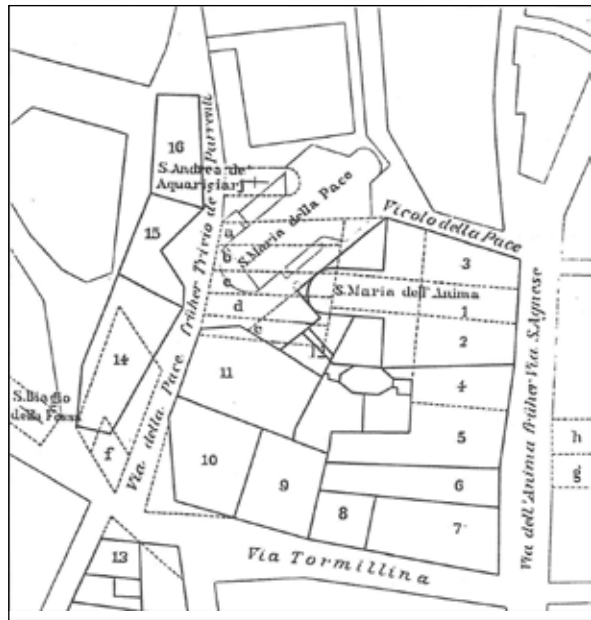 16
S. Andrea de'
Aquarigiarj
Via della Pace früher Trivio de Parrenti
S. Maria della Pace
Vicolo della Pace
a
b
c
d
e
15
3
S. Maria dell'Anima
1
2
12
14
11
4
S. Biagio
della Fossa
f
5
10
9
6
8
7
h
g
Via dell'Anima früher Via S. Agnese
13
Via Tormillina